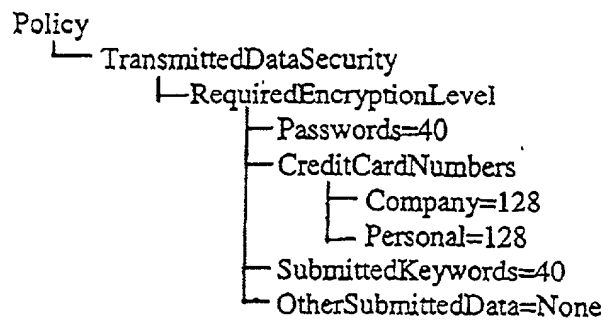 Policy
TransmittedDataSecurity
RequiredEncryptionLevel
Passwords=40
CreditCardNumbers
Company=128
Personal=128
SubmittedKeywords=40
OtherSubmittedData=None